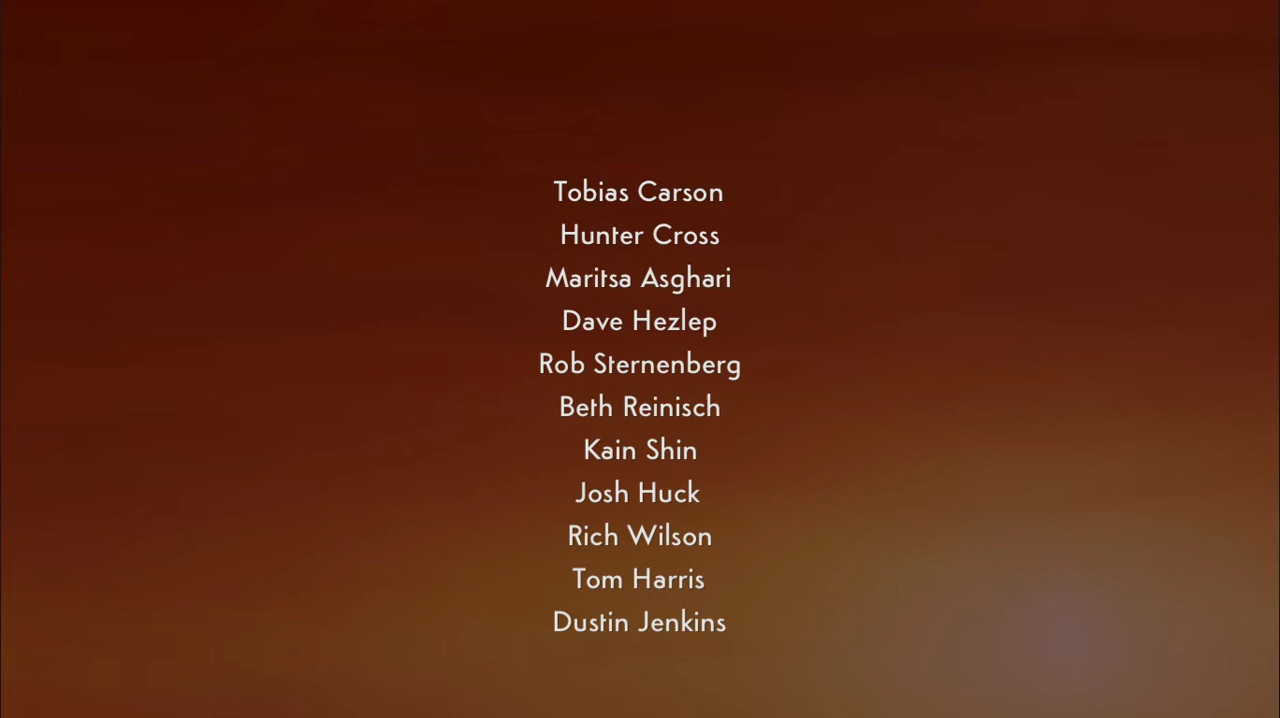 Tobias Carson
Hunter Cross
Maritsa Asghari
Dave Hezlep
Rob Sternenberg
Beth Reinisch
Kain Shin
Josh Huck
Rich Wilson
Tom Harris
Dustin Jenkins